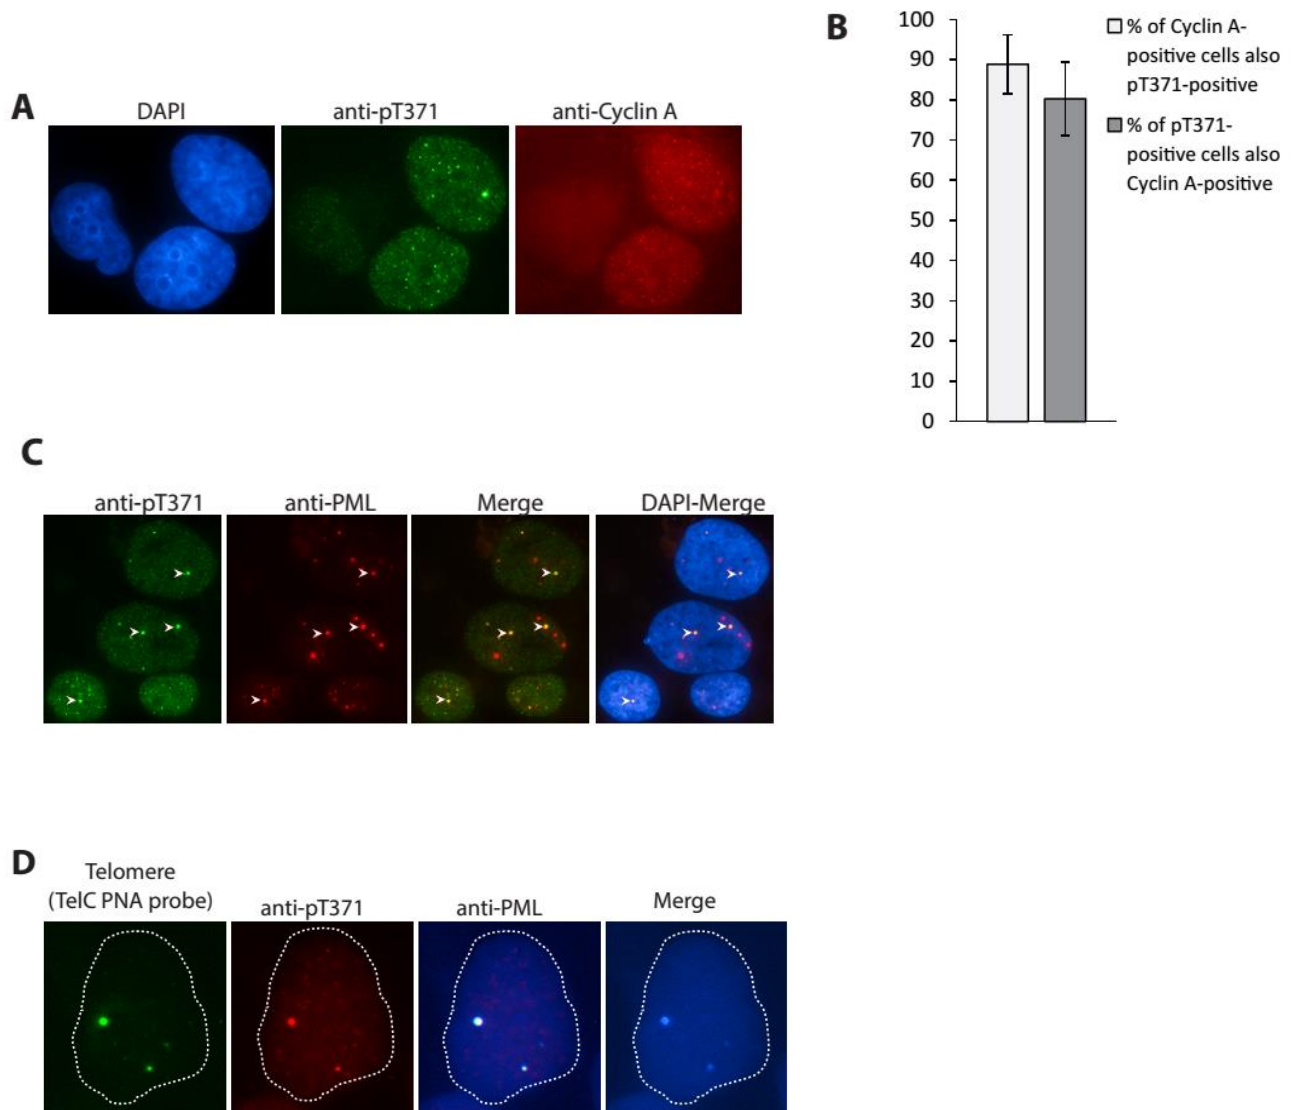 A
DAPI
anti-pT371
anti-Cyclin A
B
100
90
80
70
60
50
40
30
20
10
0
% of Cyclin A-
positive cells also
pT371-positive
% of pT371-
positive cells also
Cyclin A-positive
C
anti-pT371
anti-PML
Merge
DAPI-Merge
D
Telomere
(TelC PNA probe)
anti-pT371
anti-PML
Merge